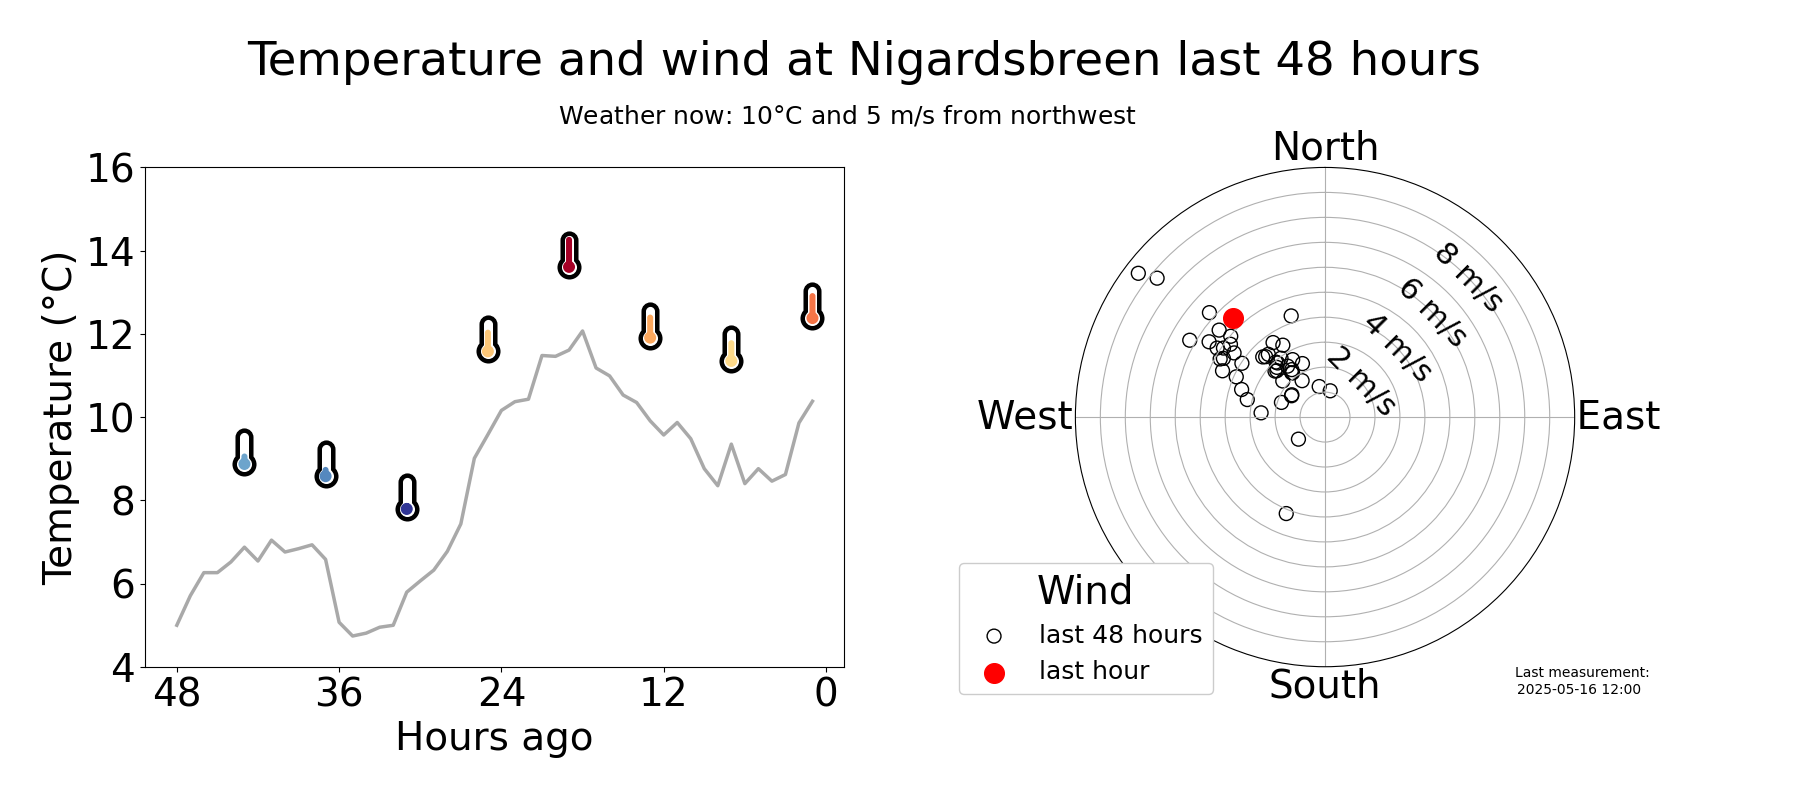 Temperature and wind at Nigardsbreen last 48 hours
Weather now: 10°C and 5 m/s from northwest
Temperature (°C)
16
14
12
10
8
6
4
48 36 24 12 0
Hours ago
North
West
East
South
8 m/s
6 m/s
4 m/s
2 m/s
Wind
last 48 hours
last hour
Last measurement:
2025-05-16 12:00